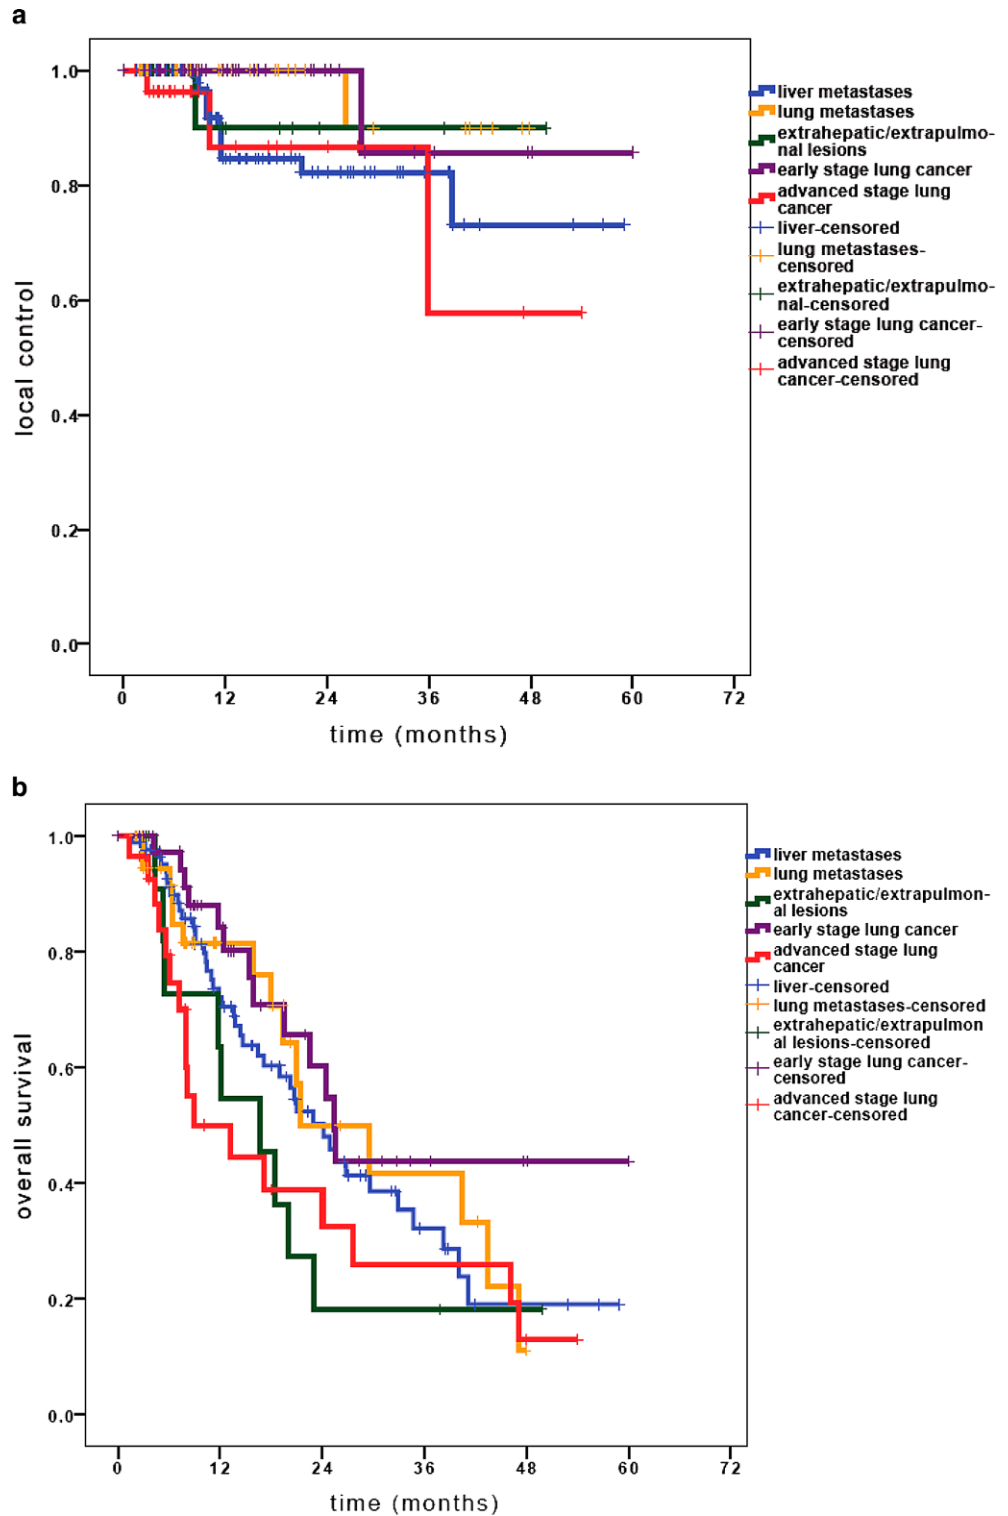 a
1.0
0.8
0.6
0.4
0.2
0.0
local control
0 12 24 36 48 60 72
time (months)
liver metastases
lung metastases
extrahepatic/extrapulmo-
nal lesions
early stage lung cancer
advanced stage lung
cancer
liver-censored
lung metastases-
censored
extrahepatic/extrapulmo-
nal-censored
early stage lung cancer-
censored
advanced stage lung
cancer-censored
b
1.0
0.8
0.6
0.4
0.2
0.0
overall survival
0 12 24 36 48 60 72
time (months)
liver metastases
lung metastases
extrahepatic/extrapulmon-
al lesions
early stage lung cancer
advanced stage lung
cancer
liver-censored
lung metastases-censored
extrahepatic/extrapulmon
al lesions-censored
early stage lung cancer-
censored
advanced stage lung
cancer-censored